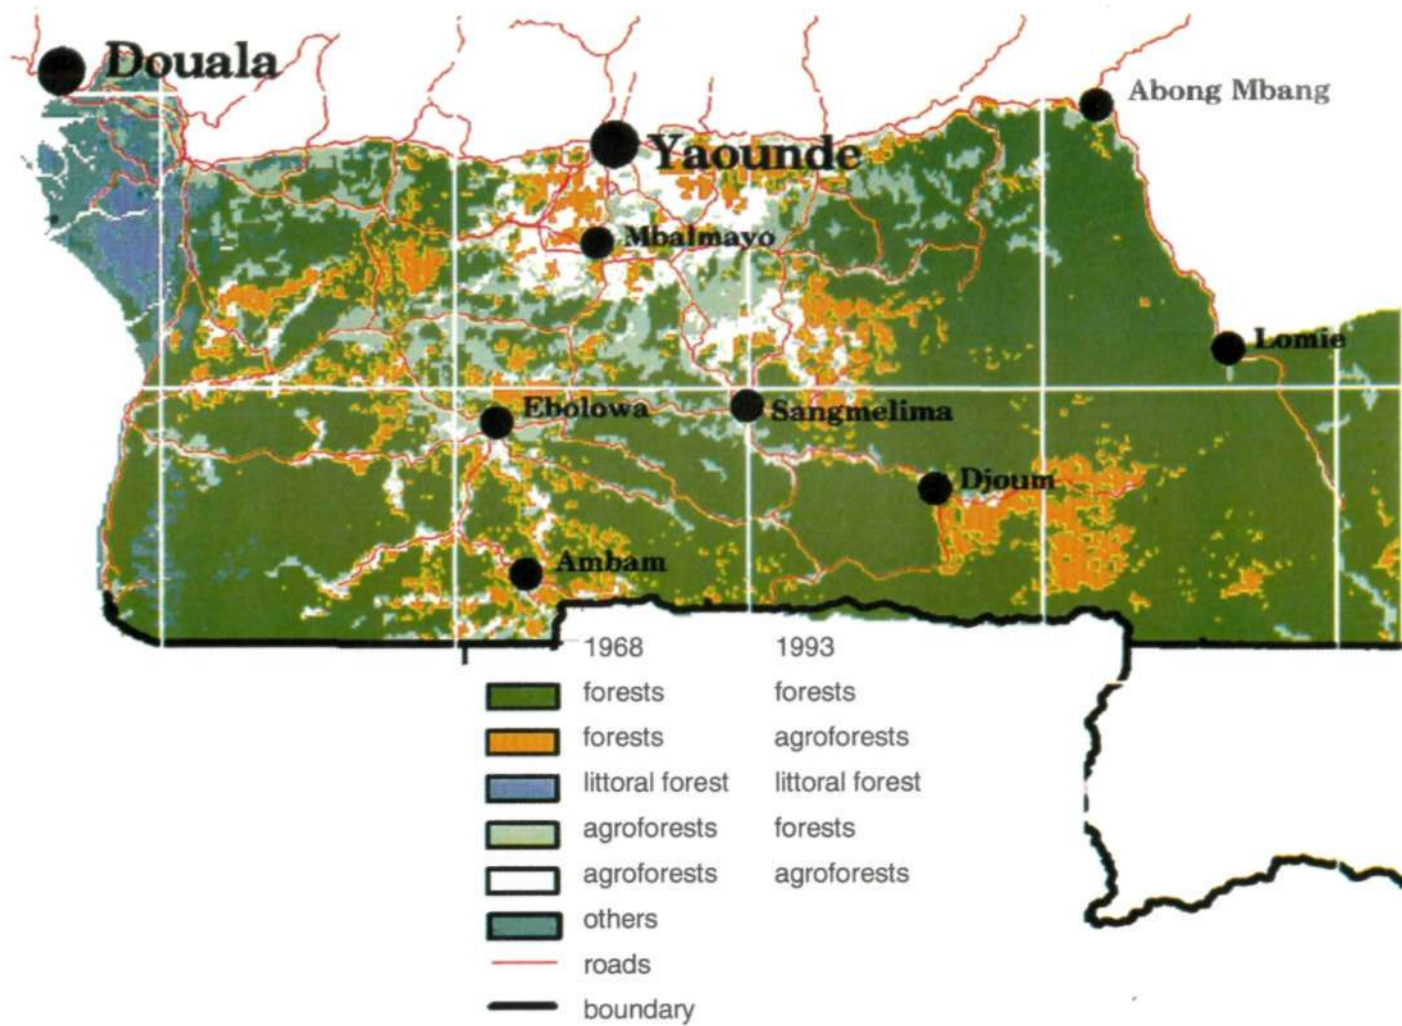 Douala
Abong Mbang
Yaounde
Mbalmayo
Lomie
Ebolowa
Sangmelima
Djoum
Ambam
1968 1993
forests forests
forests agroforests
littoral forest littoral forest
agroforests forests
agroforests agroforests
others
roads
boundary